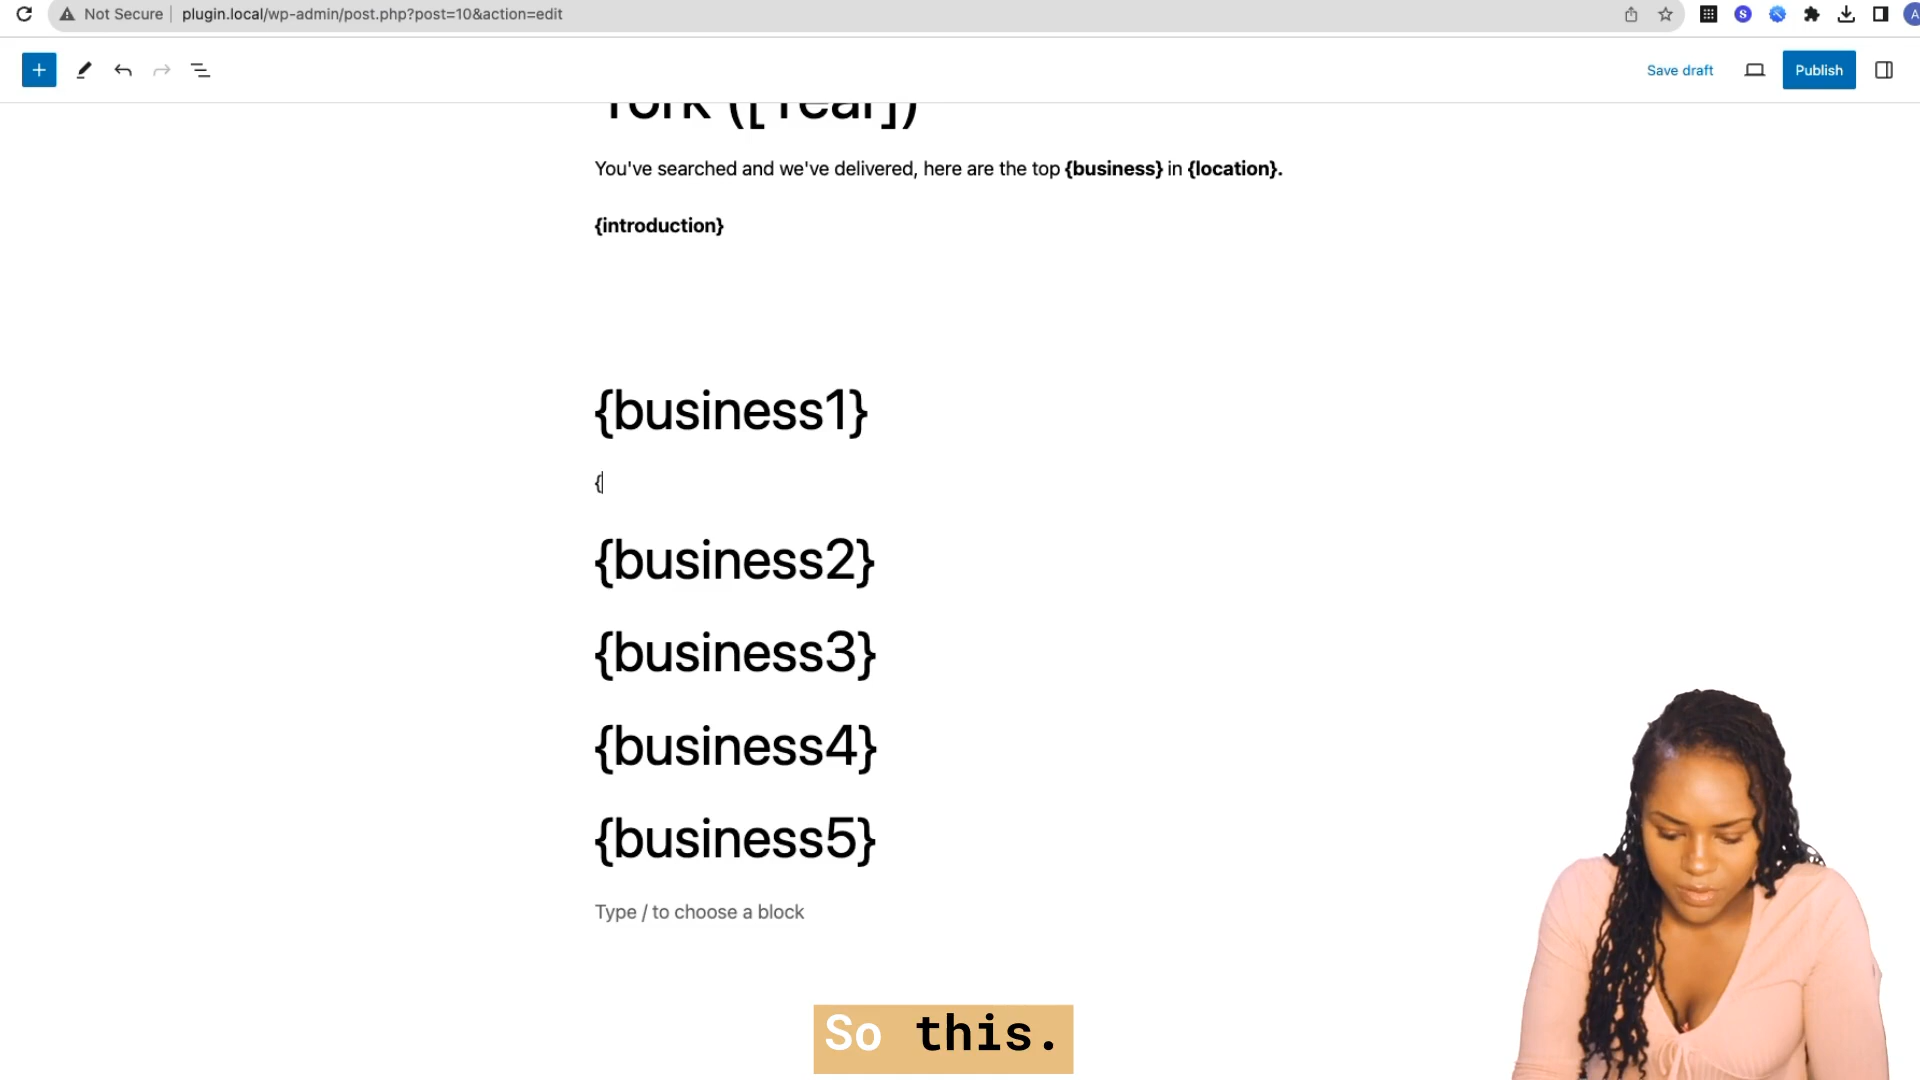 Not Secure plugin.local/wp-admin/post.php?post=10&action=edit
S
A
Save draft
Publish
York ([Year])
You've searched and we've delivered, here are the top {business} in {location}.
{introduction}
{business1}
{
{business2}
{business3}
{business4}
{business5}
Type / to choose a block
So this.